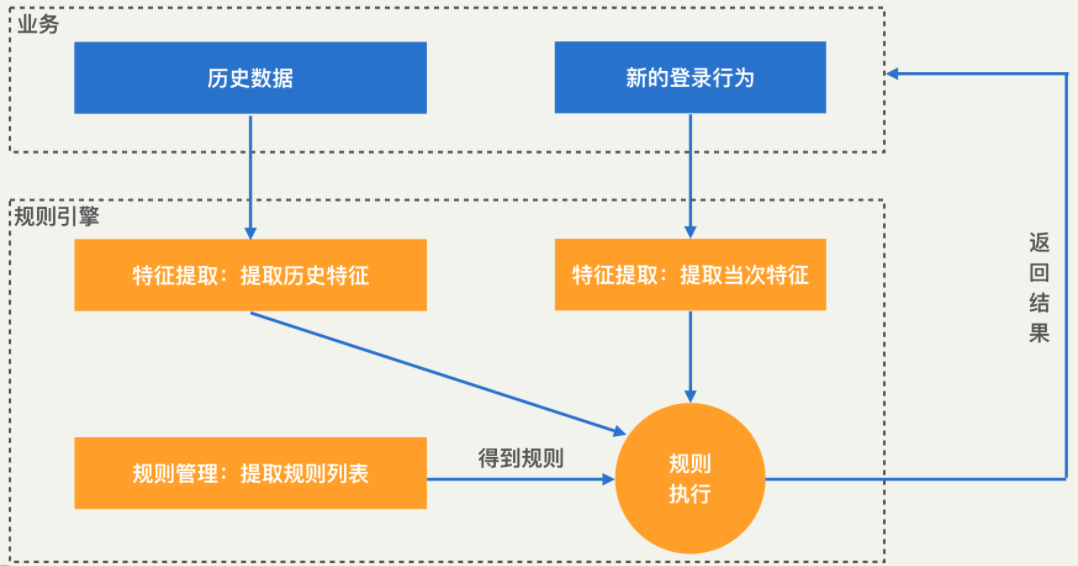 业务
历史数据
新的登录行为
规则引擎
特征提取：提取历史特征
特征提取：提取当次特征
返
回
结
果
规则管理：提取规则列表
得到规则
规则
执行